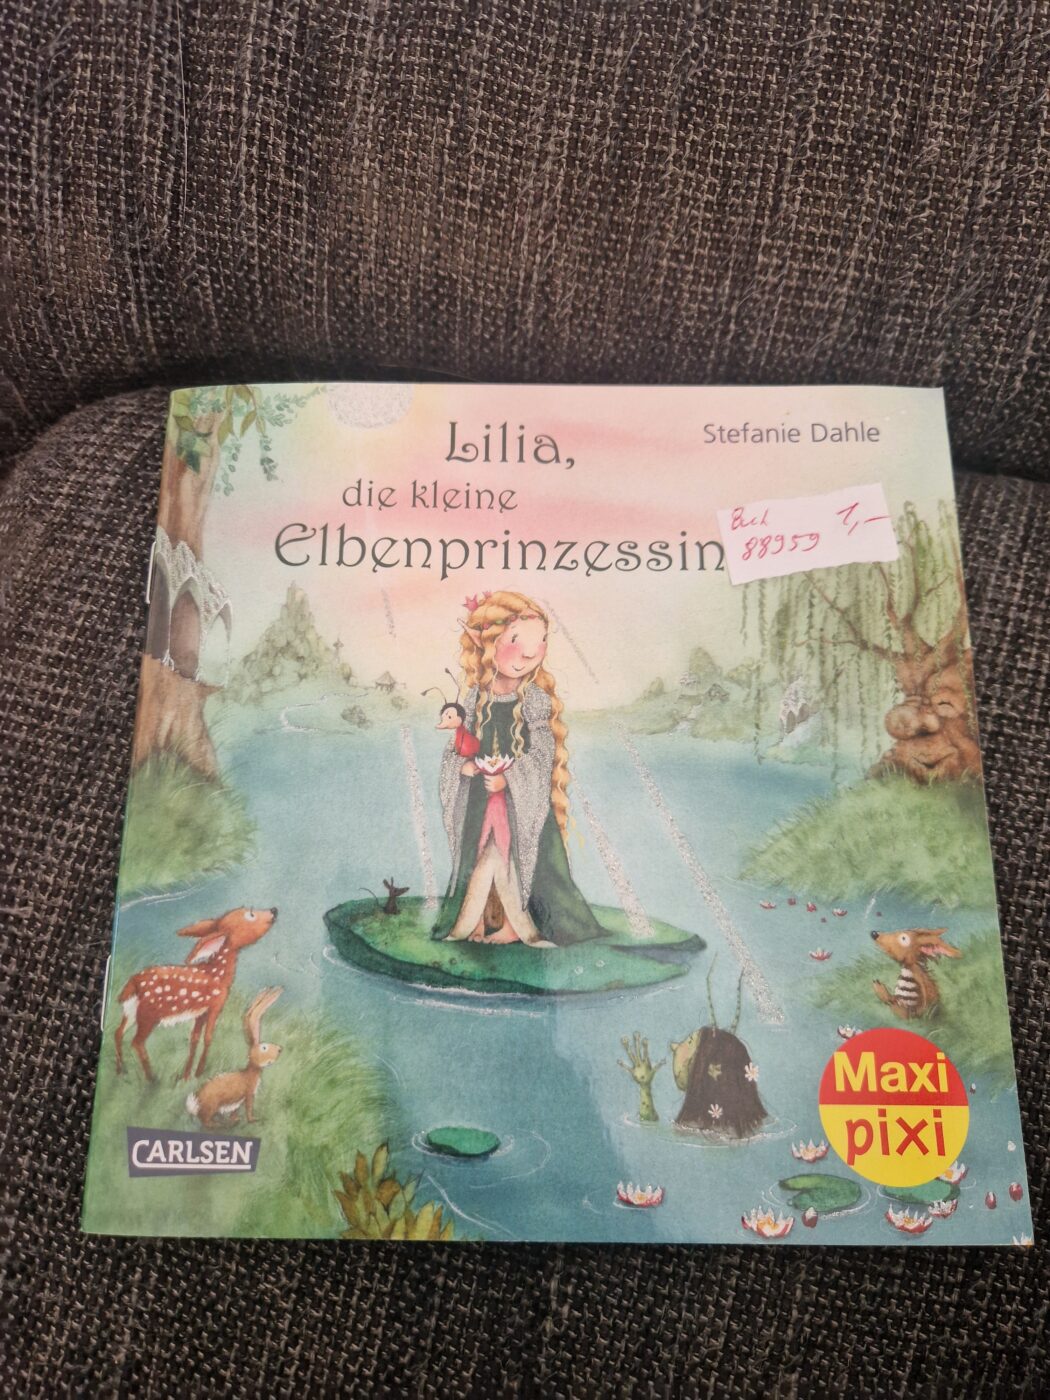 Lilia,
die kleine
Elbenprinzessin
Stefanie Dahle
Buch 1,-
88959
CARLSEN
Maxi
pixi